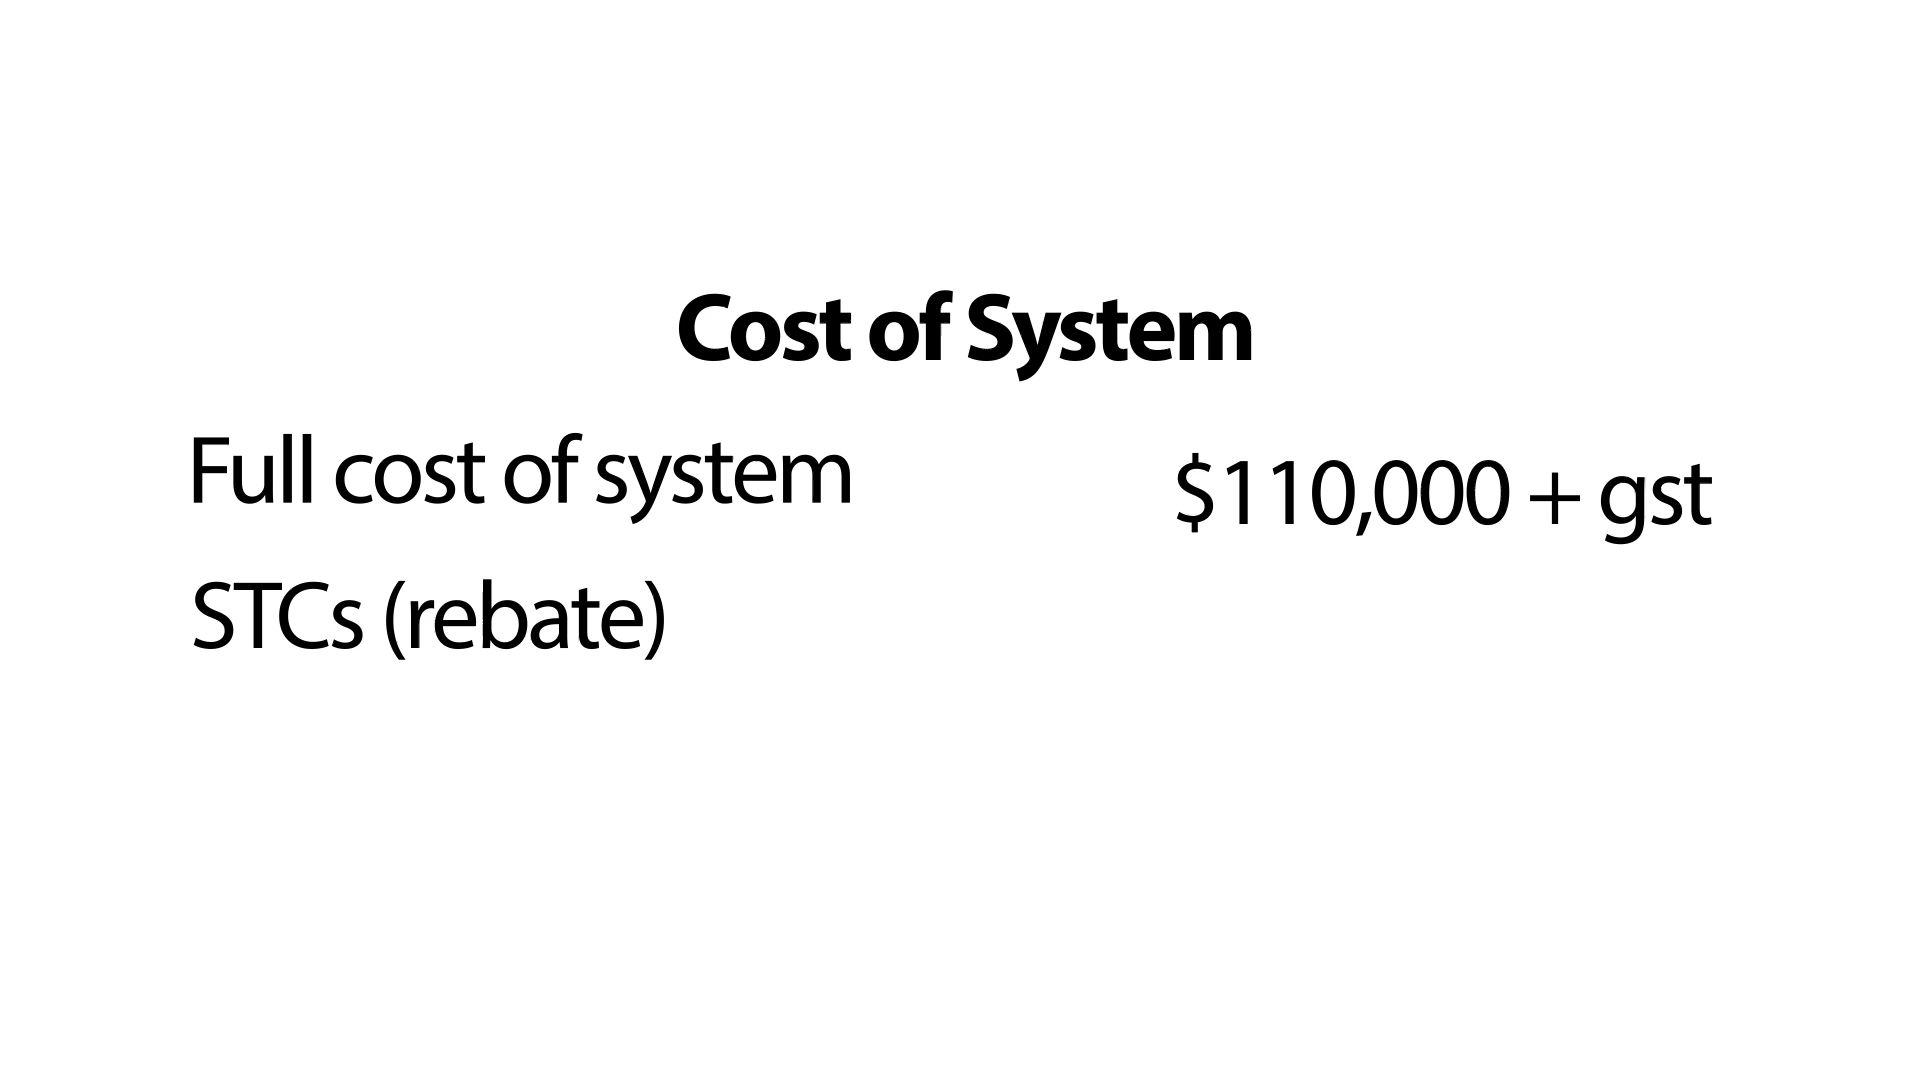 Cost of System
Full cost of system $110,000 + gst
STCs (rebate)